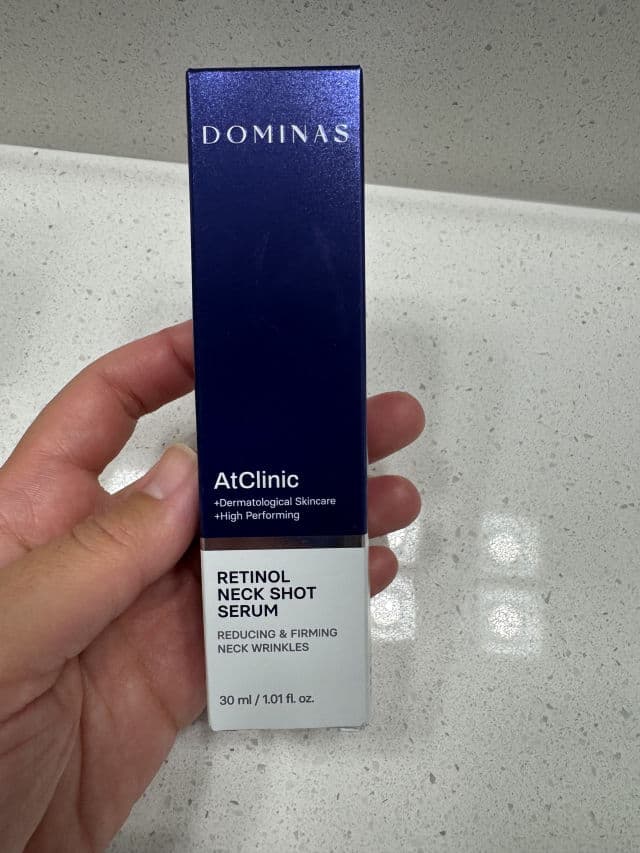 DOMINAS
AtClinic
+Dermatological Skincare
+High Performing
RETINOL
NECK SHOT
SERUM
REDUCING & FIRMING
NECK WRINKLES
30 ml / 1.01 fl. oz.